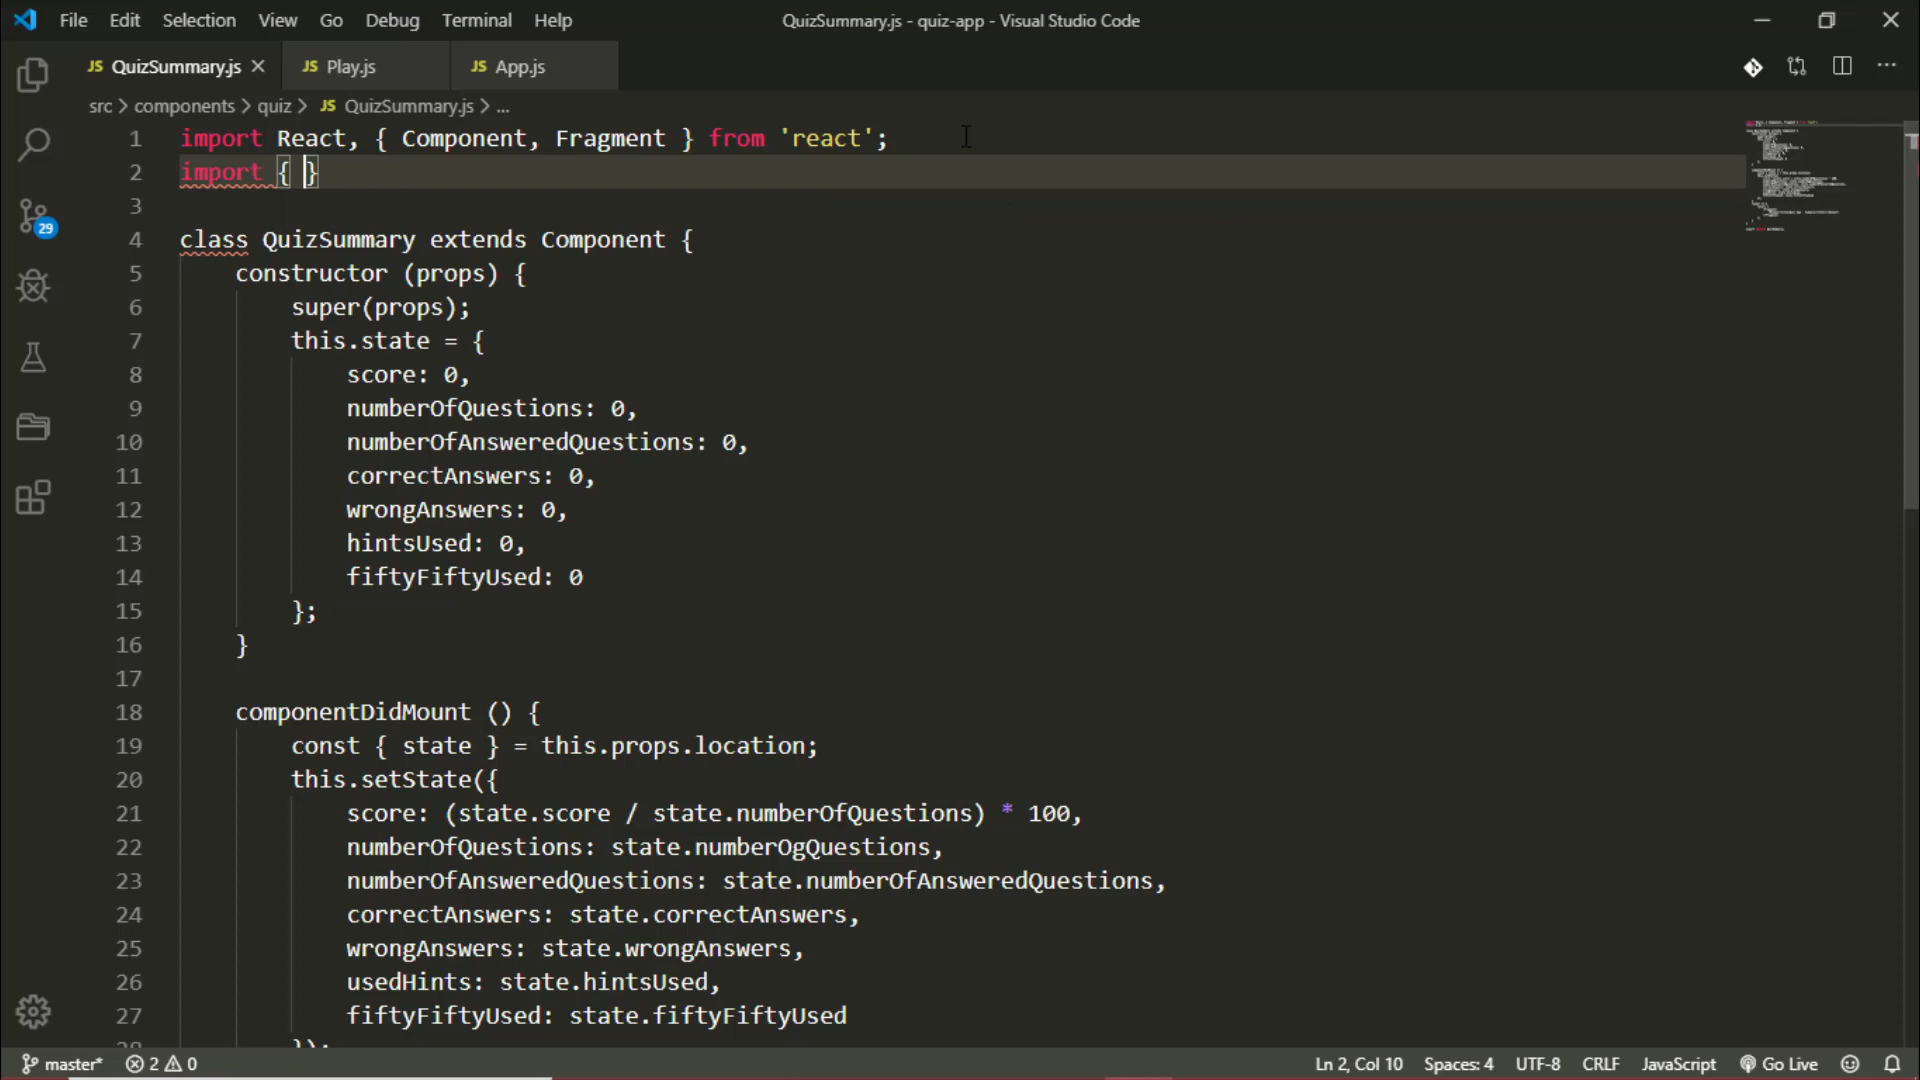 File Edit Selection View Go Debug Terminal Help QuizSummary.js - quiz-app - Visual Studio Code
JS QuizSummary.js JS Play.js JS App.js
src > components > quiz > JS QuizSummary.js > ...
1 import React, { Component, Fragment } from 'react';
2 import { }
3
4 class QuizSummary extends Component {
5 constructor (props) {
6 super(props);
7 this.state = {
8 score: 0,
9 numberOfQuestions: 0,
10 numberOfAnsweredQuestions: 0,
11 correctAnswers: 0,
12 wrongAnswers: 0,
13 hintsUsed: 0,
14 fiftyFiftyUsed: 0
15 };
16 }
17
18 componentDidMount () {
19 const { state } = this.props.location;
20 this.setState({
21 score: (state.score / state.numberOfQuestions) * 100,
22 numberOfQuestions: state.numberOgQuestions,
23 numberOfAnsweredQuestions: state.numberOfAnsweredQuestions,
24 correctAnswers: state.correctAnswers,
25 wrongAnswers: state.wrongAnswers,
26 usedHints: state.hintsUsed,
27 fiftyFiftyUsed: state.fiftyFiftyUsed
28 });
29
master* 2 0 Ln 2, Col 10 Spaces: 4 UTF-8 CRLF JavaScript Go Live